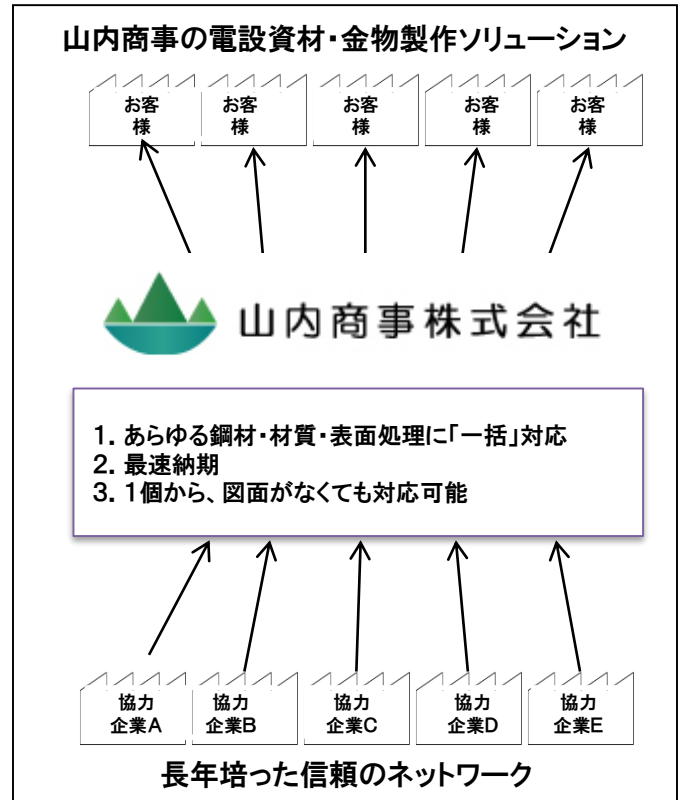 山内商事の電設資材・金物製作ソリューション
お客
様
お客
様
お客
様
お客
様
お客
様
山内商事株式会社
1. あらゆる鋼材・材質・表面処理に「一括」対応
2. 最速納期
3. 1個から、図面がなくても対応可能
協力
企業A
協力
企業B
協力
企業C
協力
企業D
協力
企業E
長年培った信頼のネットワーク